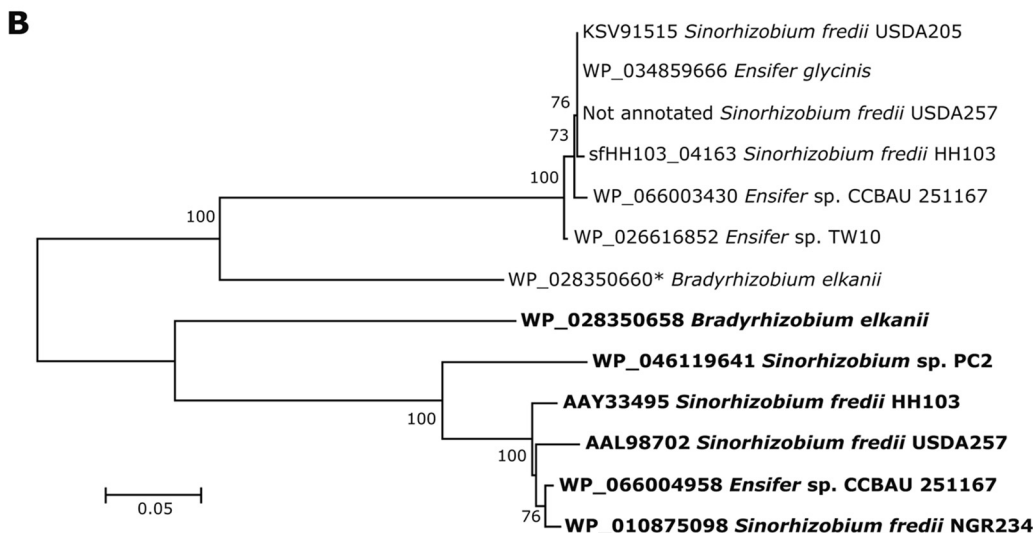 B
KSV91515 Sinorhizobium fredii USDA205
WP_034859666 Ensifer glycinis
76
Not annotated Sinorhizobium fredii USDA257
73
sfHH103_04163 Sinorhizobium fredii HH103
100
WP_066003430 Ensifer sp. CCBAU 251167
100
WP_026616852 Ensifer sp. TW10
WP_028350660* Bradyrhizobium elkanii
WP_028350658 Bradyrhizobium elkanii
WP_046119641 Sinorhizobium sp. PC2
AAY33495 Sinorhizobium fredii HH103
100
AAL98702 Sinorhizobium fredii USDA257
100
WP_066004958 Ensifer sp. CCBAU 251167
0.05
76
WP_010875098 Sinorhizobium fredii NGR234